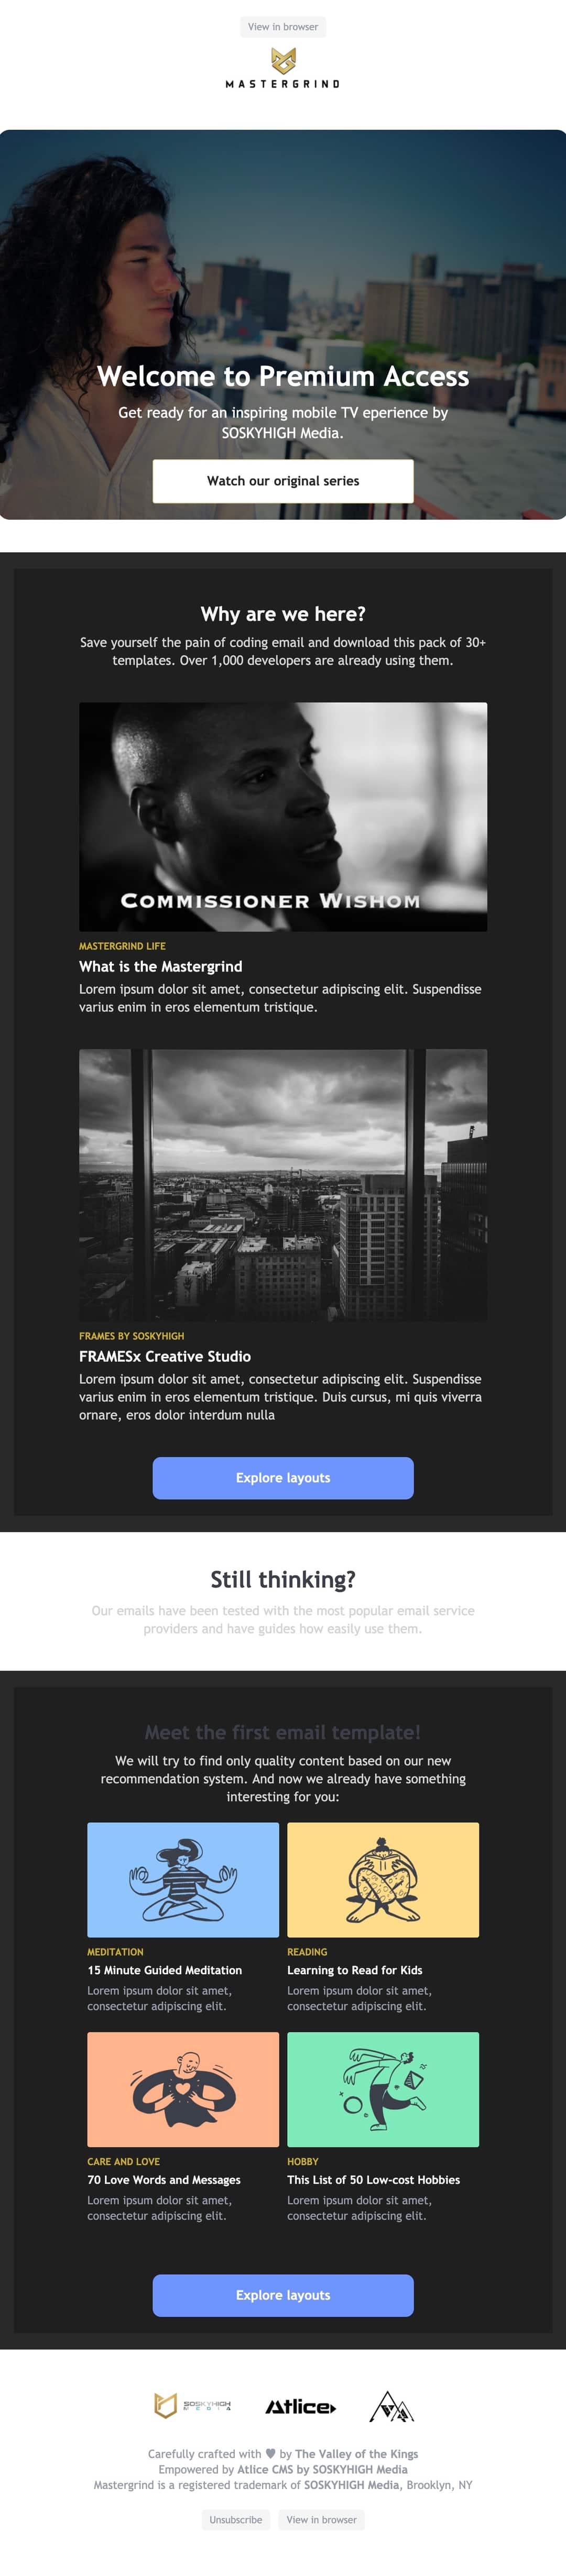 View in browser
MASTERGRIND
Welcome to Premium Access
Get ready for an inspiring mobile TV eperience by
SOSKYHIGH Media.
Watch our original series
Why are we here?
Save yourself the pain of coding email and download this pack of 30+
templates. Over 1,000 developers are already using them.
COMMISSIONER WISHOM
MASTERGRIND LIFE
What is the Mastergrind
Lorem ipsum dolor sit amet, consectetur adipiscing elit. Suspendisse
varius enim in eros elementum tristique.
FRAMES BY SOSKYHIGH
FRAMESx Creative Studio
Lorem ipsum dolor sit amet, consectetur adipiscing elit. Suspendisse
varius enim in eros elementum tristique. Duis cursus, mi quis viverra
ornare, eros dolor interdum nulla
Explore layouts
Still thinking?
Our emails have been tested with the most popular email service
providers and have guides how easily use them.
Meet the first email template!
We will try to find only quality content based on our new
recommendation system. And now we already have something
interesting for you:
MEDITATION
15 Minute Guided Meditation
Lorem ipsum dolor sit amet,
consectetur adipiscing elit.
READING
Learning to Read for Kids
Lorem ipsum dolor sit amet,
consectetur adipiscing elit.
CARE AND LOVE
70 Love Words and Messages
Lorem ipsum dolor sit amet,
consectetur adipiscing elit.
HOBBY
This List of 50 Low-cost Hobbies
Lorem ipsum dolor sit amet,
consectetur adipiscing elit.
Explore layouts
SOSKYHIGH
MEDIA
Atlice
Carefully crafted with ♥ by The Valley of the Kings
Empowered by Atlice CMS by SOSKYHIGH Media
Mastergrind is a registered trademark of SOSKYHIGH Media, Brooklyn, NY
Unsubscribe View in browser